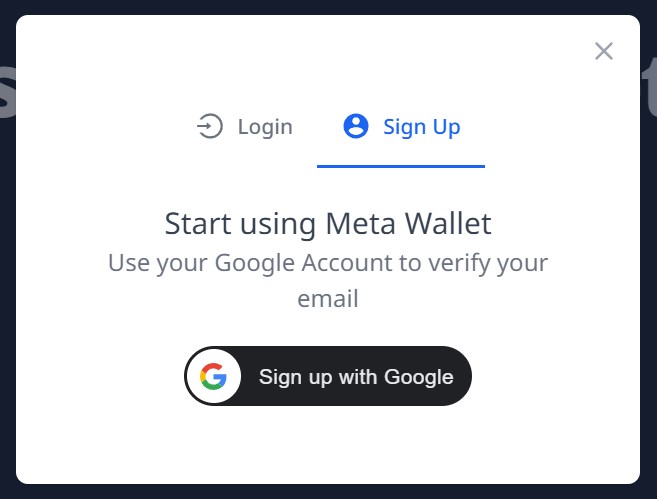 Login
Sign Up
Start using Meta Wallet
Use your Google Account to verify your
email
Sign up with Google